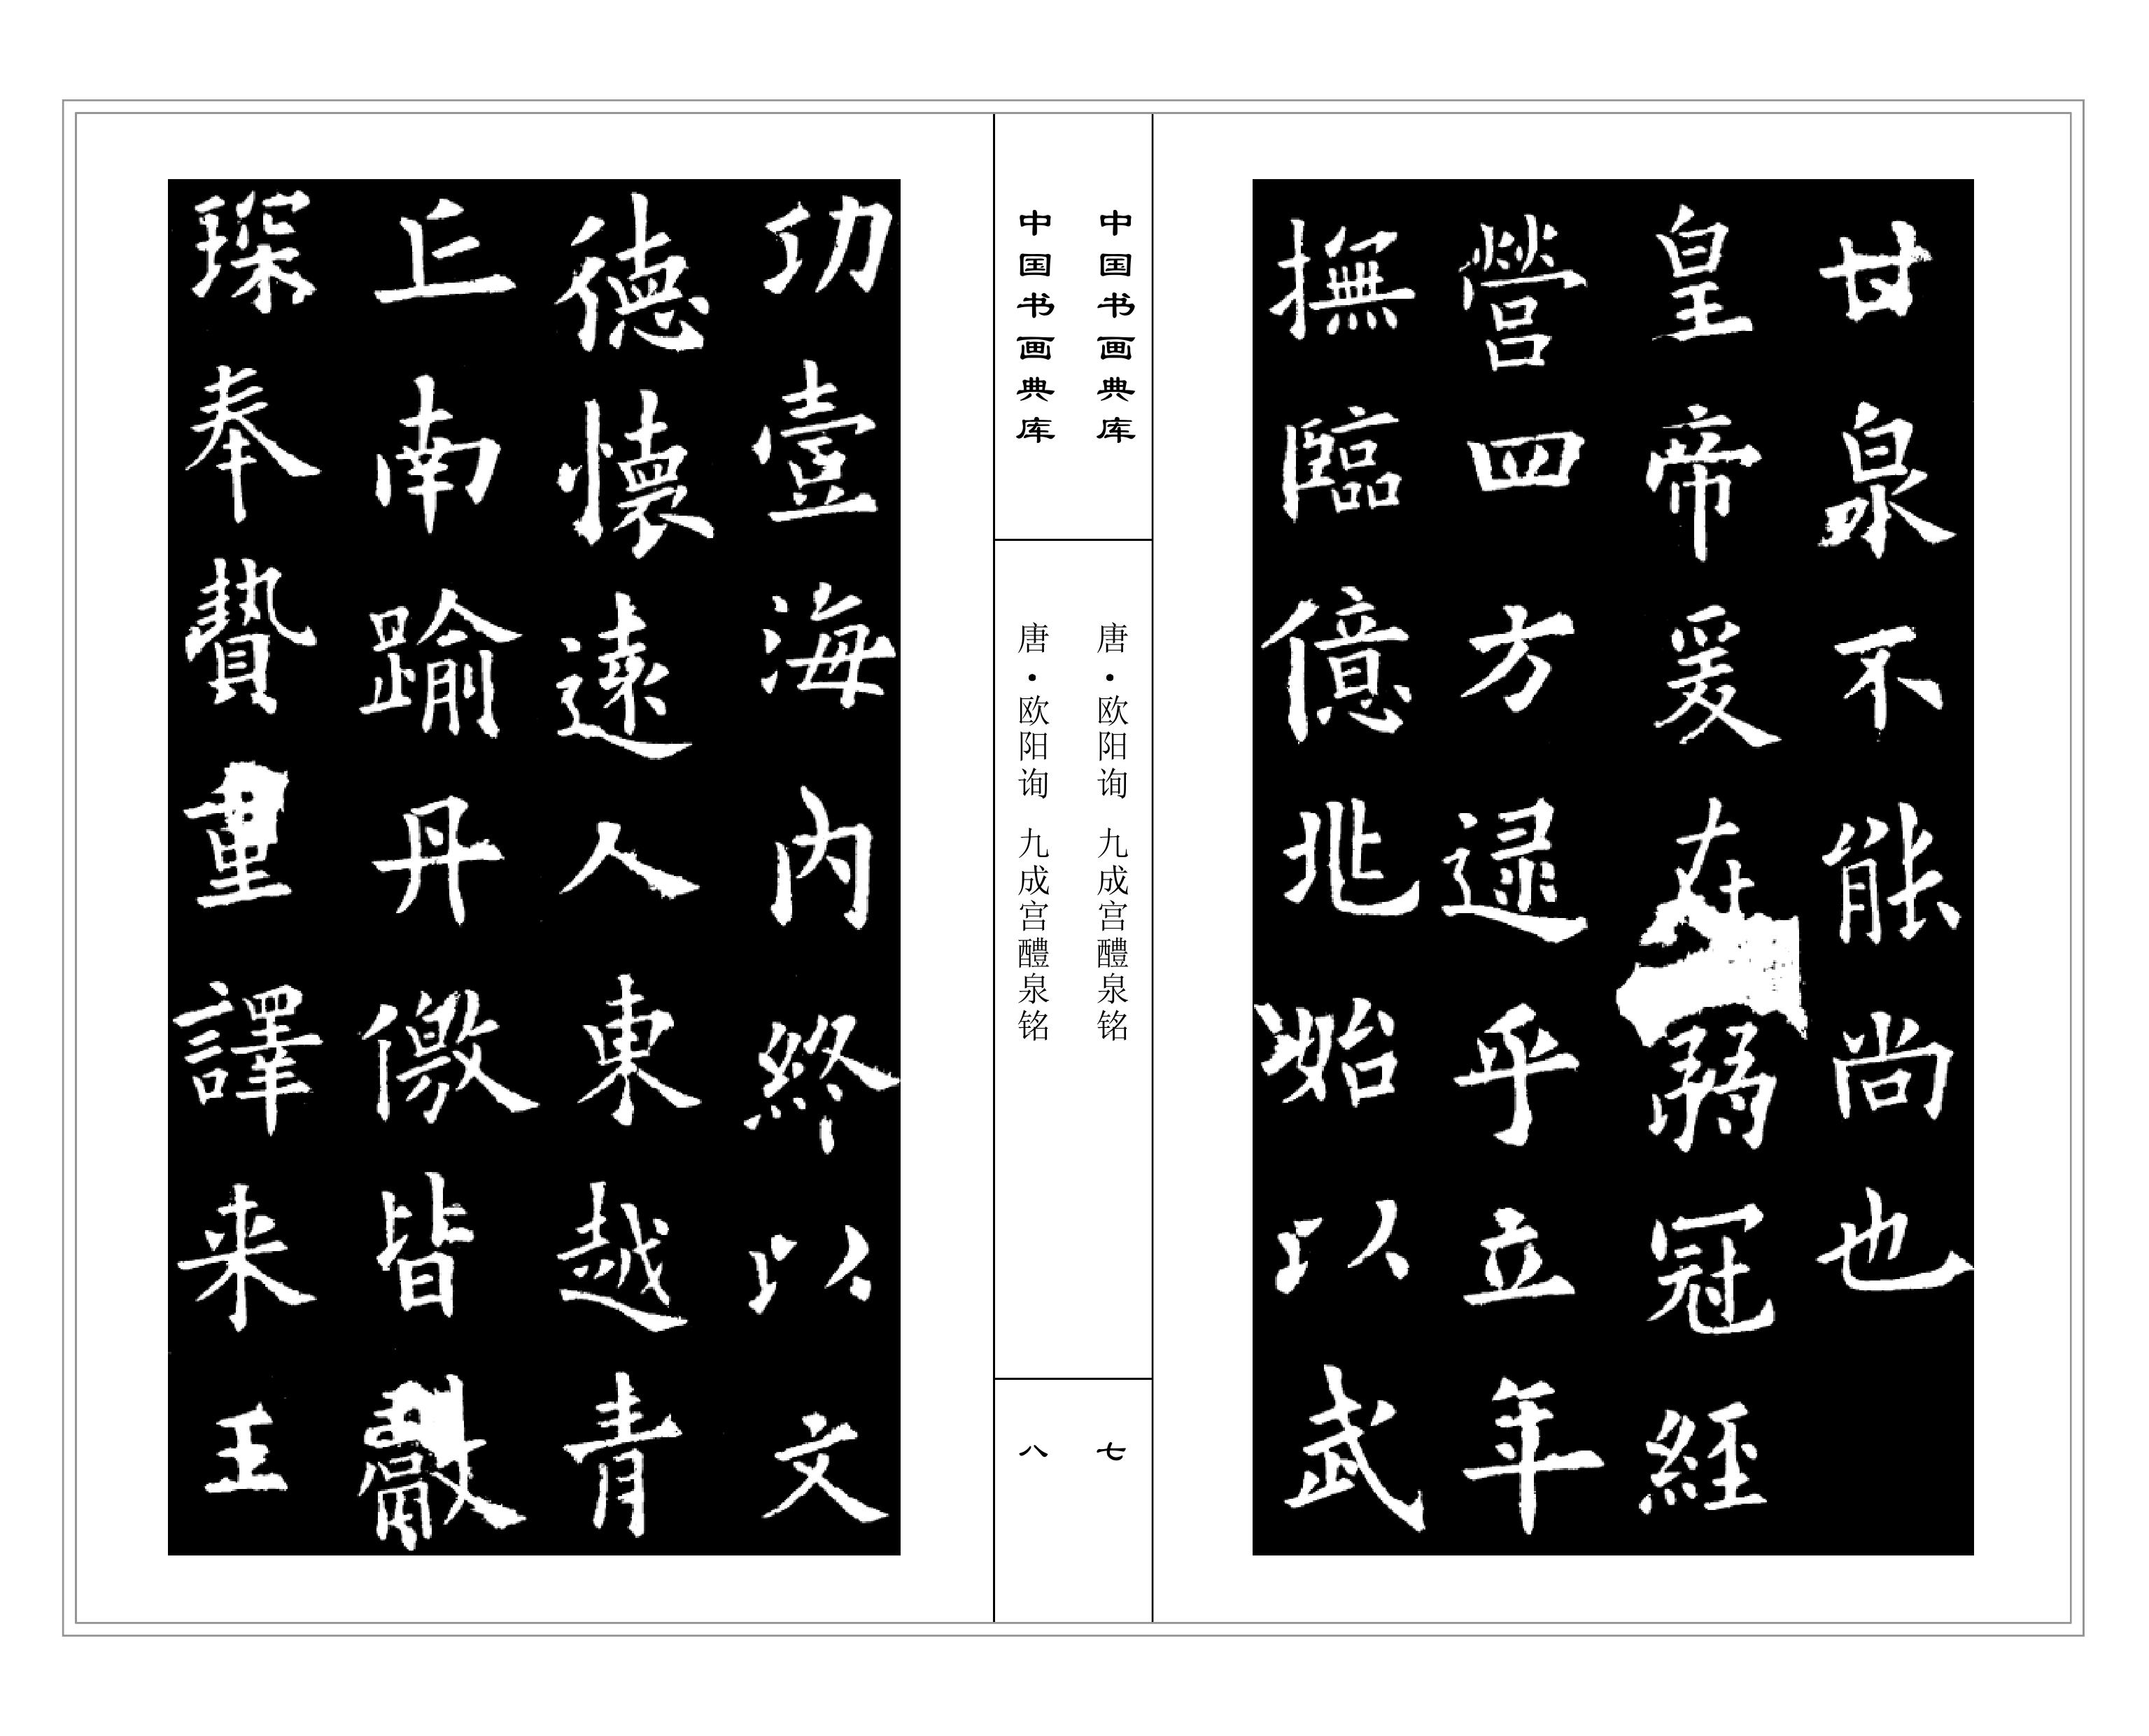 甘泉不能尚也
皇帝爰在弱冠經
營四方逮乎立年
撫臨億兆始以武
中国书画典库
唐·欧阳询 九成宫醴泉铭
七
中国书画典库
唐·欧阳询 九成宫醴泉铭
八
功壹海内終以文
德懷遠人東越青
丘南踰丹儌皆獻
琛奉贄重譯来王